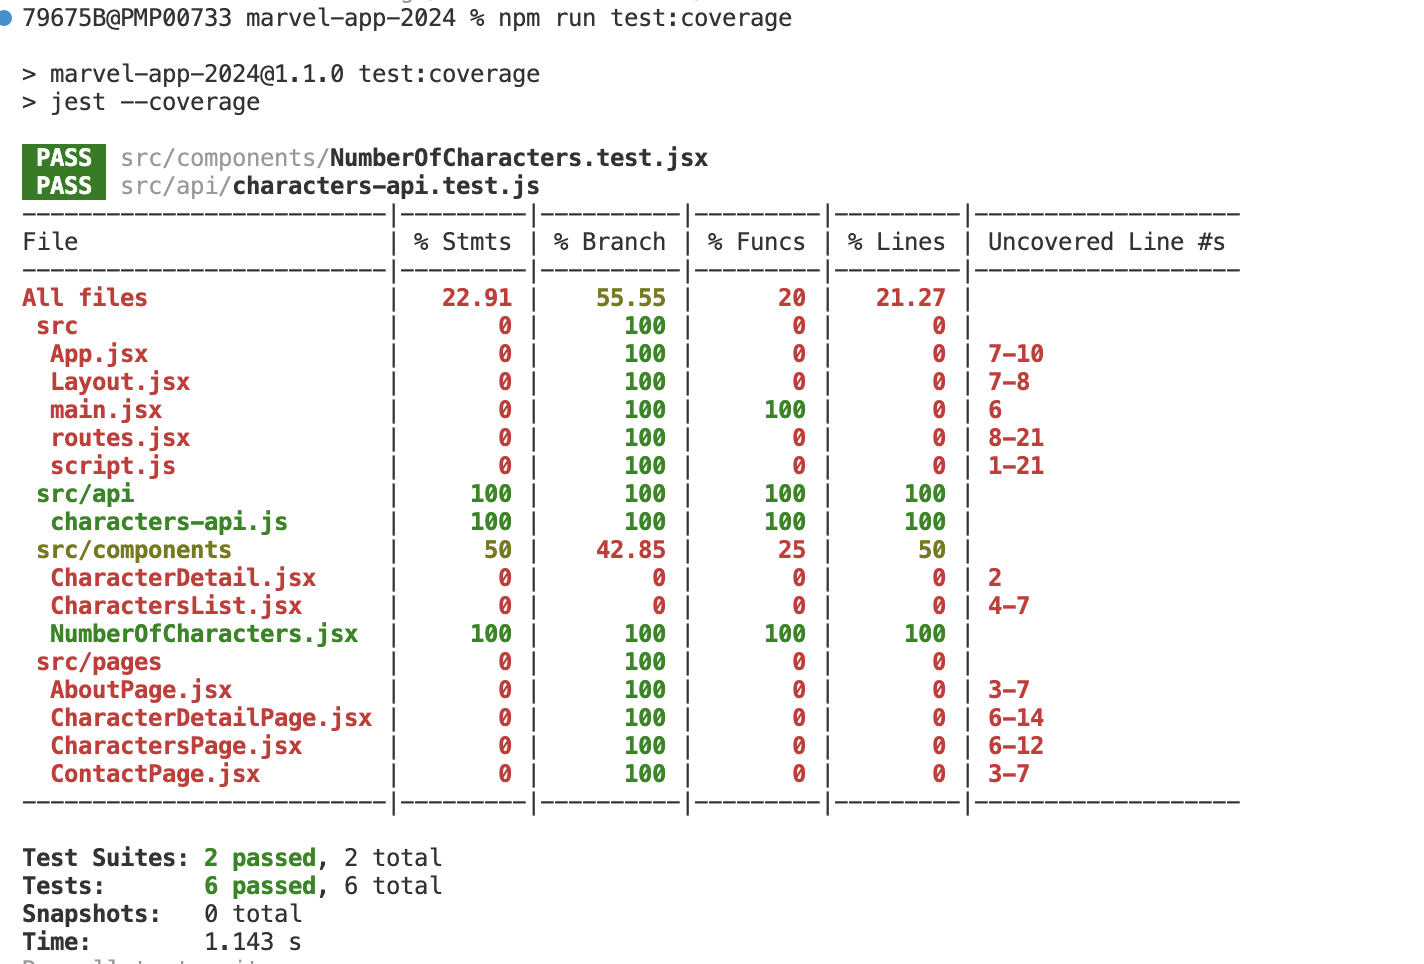 79675B@PMP00733 marvel-app-2024 % npm run test:coverage
> marvel-app-2024@1.1.0 test:coverage
> jest --coverage
PASS src/components/NumberOfCharacters.test.jsx
PASS src/api/characters-api.test.js
--------------------------|---------|----------|---------|---------|-------------------
File | % Stmts | % Branch | % Funcs | % Lines | Uncovered Line #s
--------------------------|---------|----------|---------|---------|-------------------
All files | 22.91 | 55.55 | 20 | 21.27 |
src | 0 | 100 | 0 | 0 |
App.jsx | 0 | 100 | 0 | 0 | 7-10
Layout.jsx | 0 | 100 | 0 | 0 | 7-8
main.jsx | 0 | 100 | 100 | 0 | 6
routes.jsx | 0 | 100 | 0 | 0 | 8-21
script.js | 0 | 100 | 0 | 0 | 1-21
src/api | 100 | 100 | 100 | 100 |
characters-api.js | 100 | 100 | 100 | 100 |
src/components | 50 | 42.85 | 25 | 50 |
CharacterDetail.jsx | 0 | 0 | 0 | 0 | 2
CharactersList.jsx | 0 | 0 | 0 | 0 | 4-7
NumberOfCharacters.jsx | 100 | 100 | 100 | 100 |
src/pages | 0 | 100 | 0 | 0 |
AboutPage.jsx | 0 | 100 | 0 | 0 | 3-7
CharacterDetailPage.jsx | 0 | 100 | 0 | 0 | 6-14
CharactersPage.jsx | 0 | 100 | 0 | 0 | 6-12
ContactPage.jsx | 0 | 100 | 0 | 0 | 3-7
--------------------------|---------|----------|---------|---------|-------------------
Test Suites: 2 passed, 2 total
Tests: 6 passed, 6 total
Snapshots: 0 total
Time: 1.143 s